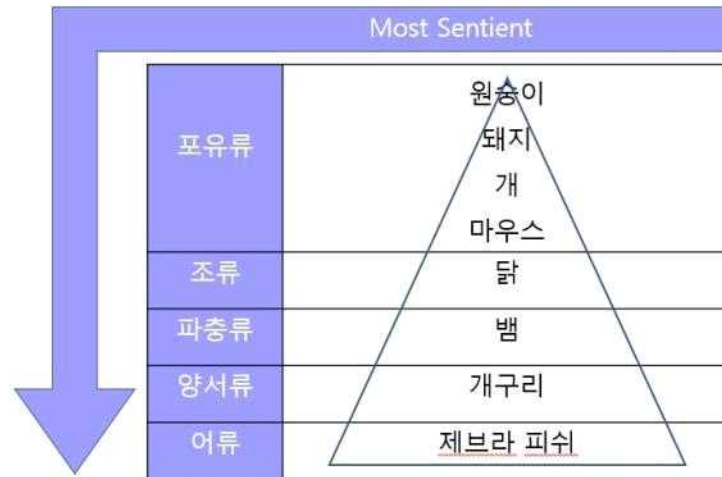 Most Sentient
포유류
원숭이
돼지
개
마우스
조류
닭
파충류
뱀
양서류
개구리
어류
제브라 피쉬